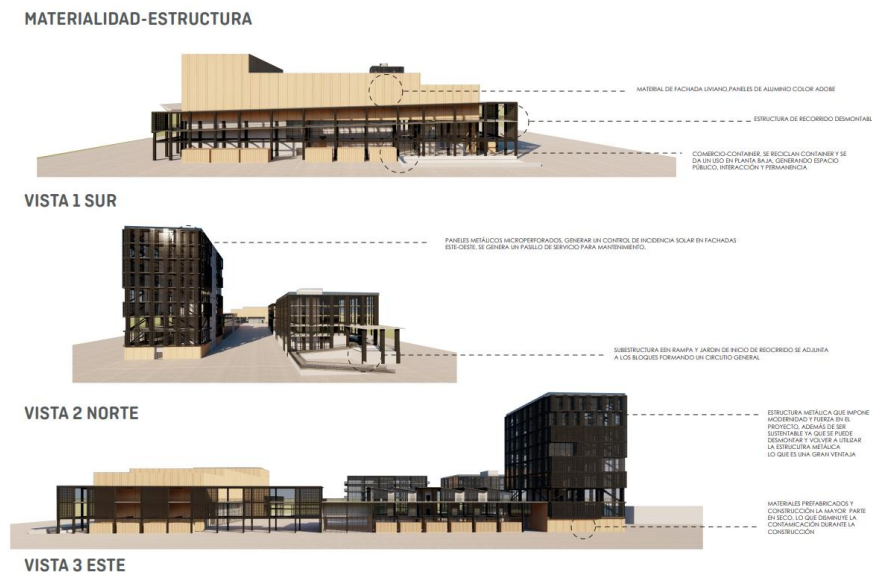 MATERIALIDAD-ESTRUCTURA
MATERIAL DE FACHADA LIVIANO,PANELES DE ALUMINIO COLOR ADOBE
ESTRUCTURA DE RECORRIDO DESMONTABL
COMERCIO-CONTAINER, SE RECICLAN CONTAINER Y SE
DA UN USO EN PLANTA BAJA, GENERANDO ESPACIO
PÚBLICO, INTERACCIÓN Y PERMANENCIA
VISTA 1 SUR
PANELES METÁLICOS MICROPERFORADOS, GENERAR UN CONTROL DE INCIDENCIA SOLAR EN FACHADAS
ESTE-OESTE, SE GENERA UN PASILLO DE SERVICIO PARA MANTENIMIENTO.
SUBESTRUCTURA EEN RAMPA Y JARDIN DE INICIO DE REOCRRIDO SE ADJUNTA
A LOS BLOQUES FORMANDO UN CIRCUTIO GENERAL
VISTA 2 NORTE
ESTRUCTURA METÁLICA QUE IMPONE
MODERNIDAD Y FUERZA EN EL
PROYECTO, ADEMÁS DE SER
SUSTENTABLE YA QUE SE PUEDE
DESMONTAR Y VOLVER A UTILIZAR
LA ESTRUCUTRA METÁLICA
LO QUE ES UNA GRAN VENTAJA
MATERIALES PREFABRICADOS Y
CONSTRUCCIÓN LA MAYOR PARTE
EN SECO, LO QUE DISMINUYE LA
CONTAMICACIÓN DURANTE LA
CONSTRUCCIÓN
VISTA 3 ESTE